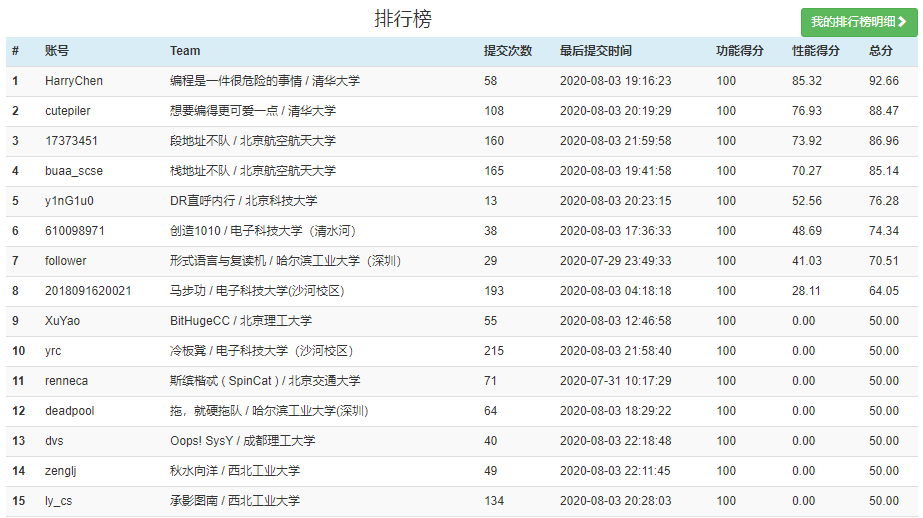 排行榜
我的排行榜明细
# 账号 Team 提交次数 最后提交时间 功能得分 性能得分 总分
1 HarryChen 编程是一件很危险的事情 / 清华大学 58 2020-08-03 19:16:23 100 85.32 92.66
2 cutepiler 想要编得更可爱一点 / 清华大学 108 2020-08-03 20:19:29 100 76.93 88.47
3 17373451 段地址不队 / 北京航空航天大学 160 2020-08-03 21:59:58 100 73.92 86.96
4 buaa_scse 栈地址不队 / 北京航空航天大学 165 2020-08-03 19:41:58 100 70.27 85.14
5 y1nG1u0 DR直呼内行 / 北京科技大学 13 2020-08-03 20:23:15 100 52.56 76.28
6 610098971 创造1010 / 电子科技大学（清水河） 38 2020-08-03 17:36:33 100 48.69 74.34
7 follower 形式语言与复读机 / 哈尔滨工业大学（深圳） 29 2020-07-29 23:49:33 100 41.03 70.51
8 2018091620021 马步功 / 电子科技大学(沙河校区) 193 2020-08-03 04:18:18 100 28.11 64.05
9 XuYao BitHugeCC / 北京理工大学 55 2020-08-03 12:46:58 100 0.00 50.00
10 yrc 冷板凳 / 电子科技大学（沙河校区） 215 2020-08-03 21:58:40 100 0.00 50.00
11 renneca 斯缤楷忒 ( SpinCat ) / 北京交通大学 71 2020-07-31 10:17:29 100 0.00 50.00
12 deadpool 拖，就硬拖队 / 哈尔滨工业大学(深圳) 64 2020-08-03 18:29:22 100 0.00 50.00
13 dvs Oops! SysY / 成都理工大学 40 2020-08-03 22:18:48 100 0.00 50.00
14 zenglj 秋水向洋 / 西北工业大学 49 2020-08-03 22:11:45 100 0.00 50.00
15 ly_cs 承影图南 / 西北工业大学 134 2020-08-03 20:28:03 100 0.00 50.00